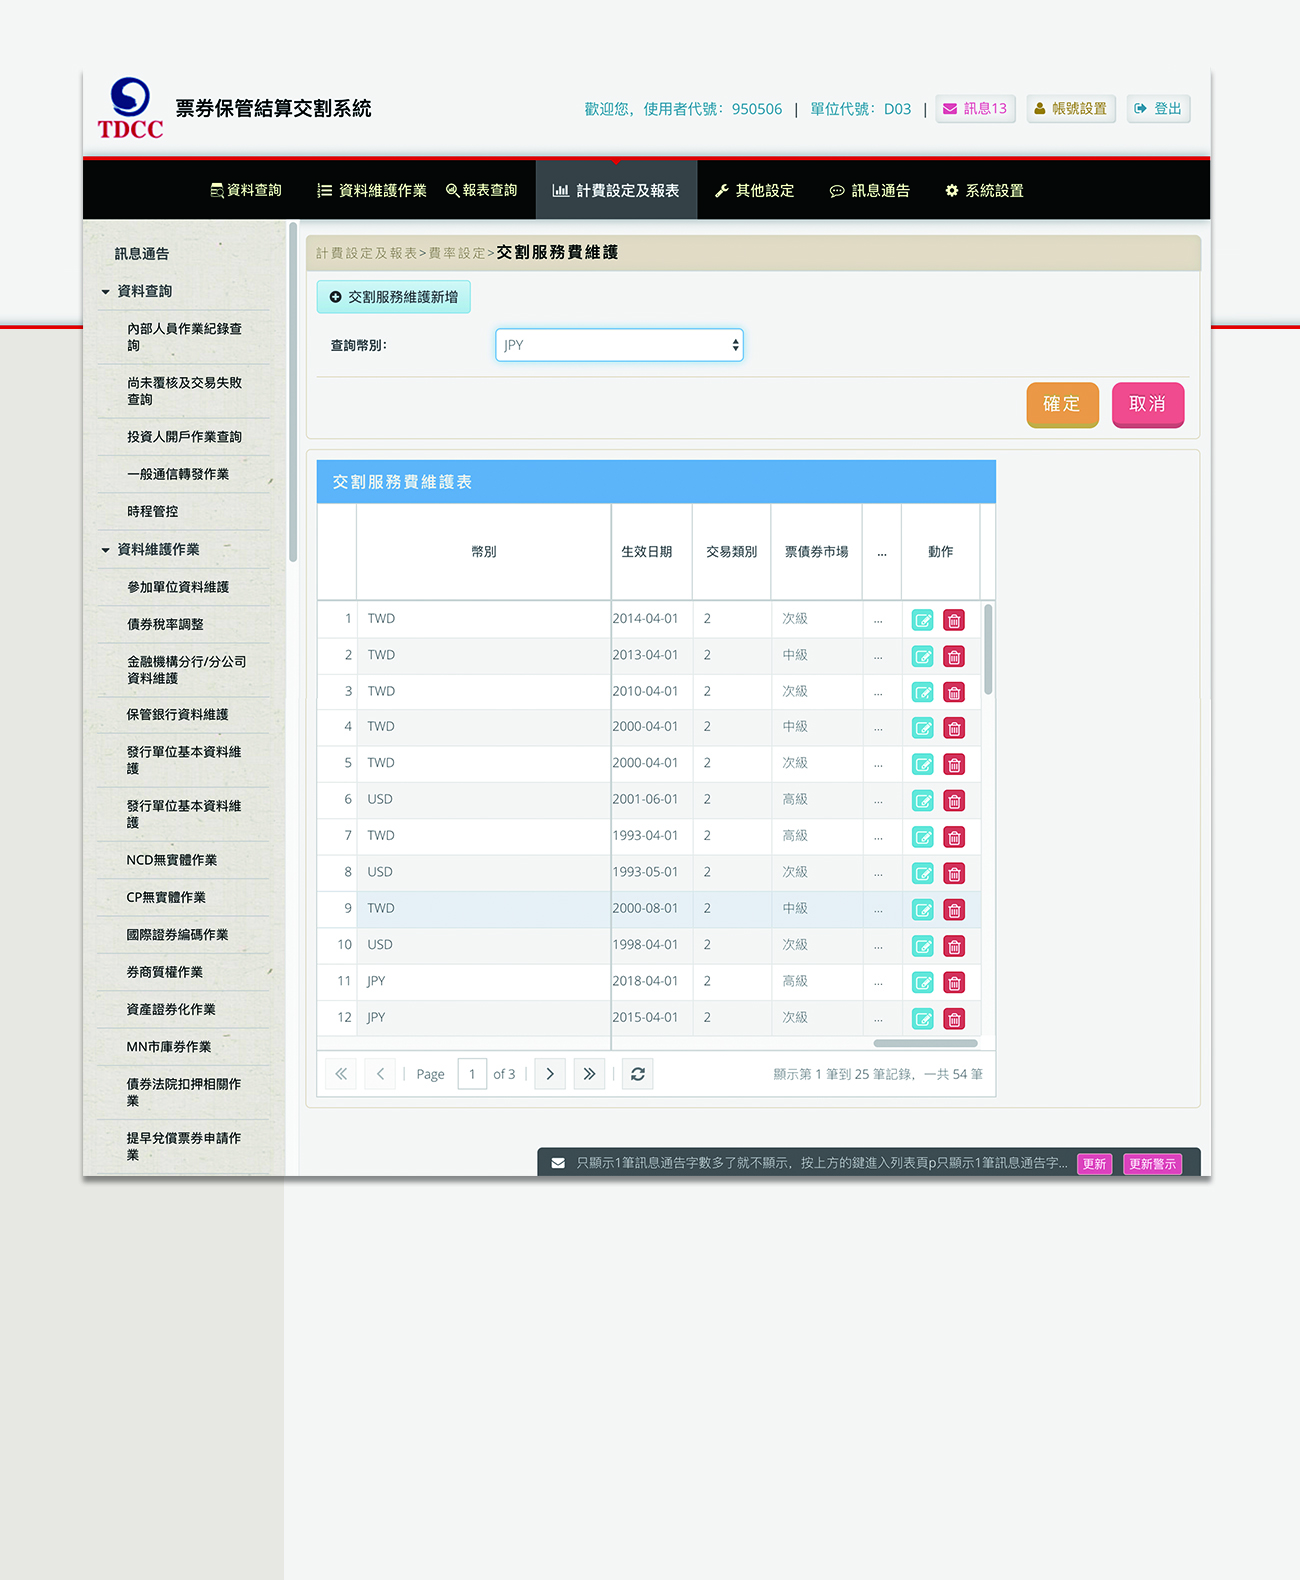 TDCC
票券保管結算交割系統
歡迎您，使用者代號：950506 | 單位代號：D03 | 訊息13 帳號設置 登出
資料查詢 資料維護作業 報表查詢 計費設定及報表 其他設定 訊息通告 系統設置
訊息通告
資料查詢
內部人員作業紀錄查
詢
尚未覆核及交易失敗
查詢
投資人開戶作業查詢
一般通信轉發作業
時程管控
資料維護作業
參加單位資料維護
債券稅率調整
金融機構分行/分公司
資料維護
保管銀行資料維護
發行單位基本資料維
護
發行單位基本資料維
護
NCD無實體作業
CP無實體作業
國際證券編碼作業
券商質權作業
資產證券化作業
MN市庫券作業
債券法院扣押相關作
業
提早兌償票券申請作
業
計費設定及報表>費率設定>交割服務費維護
交割服務維護新增
查詢幣別： JPY
確定 取消
交割服務費維護表
幣別 生效日期 交易類別 票債券市場 ... 動作
1 TWD 2014-04-01 2 次級 ...
2 TWD 2013-04-01 2 中級 ...
3 TWD 2010-04-01 2 次級 ...
4 TWD 2000-04-01 2 中級 ...
5 TWD 2000-04-01 2 次級 ...
6 USD 2001-06-01 2 高級 ...
7 TWD 1993-04-01 2 高級 ...
8 USD 1993-05-01 2 次級 ...
9 TWD 2000-08-01 2 中級 ...
10 USD 1998-04-01 2 次級 ...
11 JPY 2018-04-01 2 高級 ...
12 JPY 2015-04-01 2 次級 ...
Page 1 of 3 顯示第 1 筆到 25 筆記錄，一共 54 筆
只顯示1筆訊息通告字數多了就不顯示，按上方的鍵進入列表頁p只顯示1筆訊息通告字... 更新 更新警示